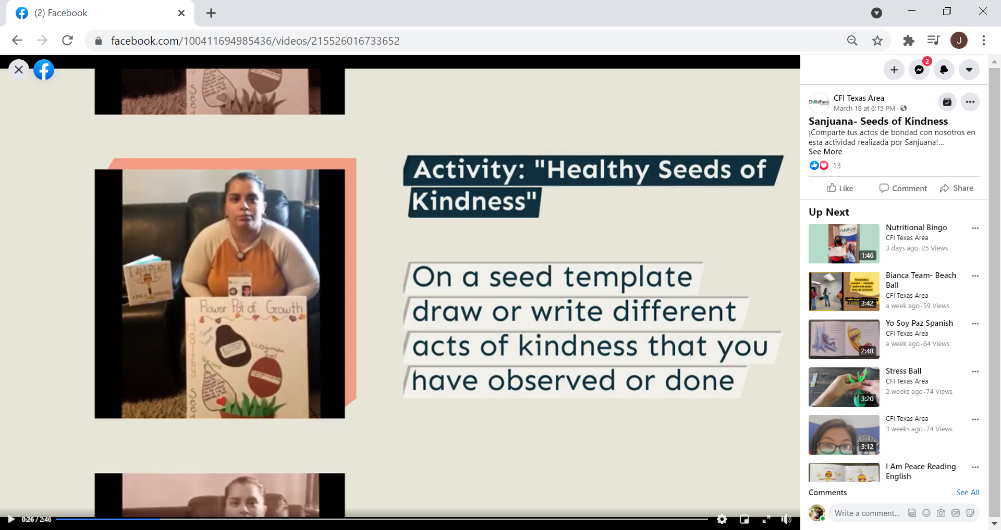 (2) Facebook
facebook.com/100411694985436/videos/215526016733652
Activity: "Healthy Seeds of
Kindness"
On a seed template
draw or write different
acts of kindness that you
have observed or done
I AM PEACE
Flower Pot of Growth
0:26 / 2:46
2
CFI Texas Area
March 18 at 6:15 PM ·
Sanjuana- Seeds of Kindness
¡Comparte tus actos de bondad con nosotros en
esta actividad realizada por Sanjuana!...
See More
13
Like
Comment
Share
Up Next
Nutritional Bingo
CFI Texas Area
3 days ago · 25 Views
1:46
Bianca Team- Beach
Ball
CFI Texas Area
a week ago · 59 Views
3:42
Yo Soy Paz Spanish
CFI Texas Area
a week ago · 64 Views
2:48
Stress Ball
CFI Texas Area
2 weeks ago · 74 Views
3:20
CFI Texas Area
3 weeks ago · 74 Views
3:12
I Am Peace Reading
English
Comments
See All
Write a comment...
J